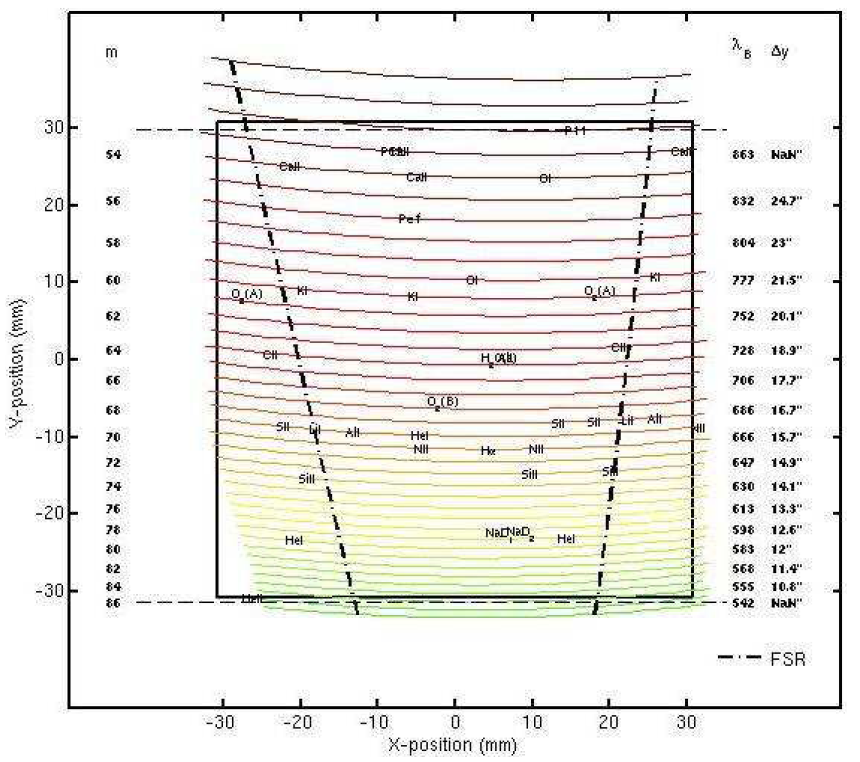 m λB Δy
30
P11
54 P13 CaII CaII 863 NaN"
CaII CaII OI
56 832 24.7"
20
Pef
58 804 23"
10
60 OI KI 777 21.5"
O2(A) KI KI O2(A)
62 752 20.1"
64 CII 728 18.9"
0 CII
66 706 17.7"
O2(B)
68 686 16.7"
SII LiI AlI HeI SII SII LiI AlI
-10
70 666 15.7"
NII Hα NII
72 647 14.9"
SiII SiII SiII
74 630 14.1"
76 613 13.3"
-20
78 598 12.6"
HeI NaD1 NaD2 HeI
80 583 12"
82 568 11.4"
84 555 10.8"
-30
HeII
86 542 NaN"
FSR
-30 -20 -10 0 10 20 30
X-position (mm)
Y-position (mm)